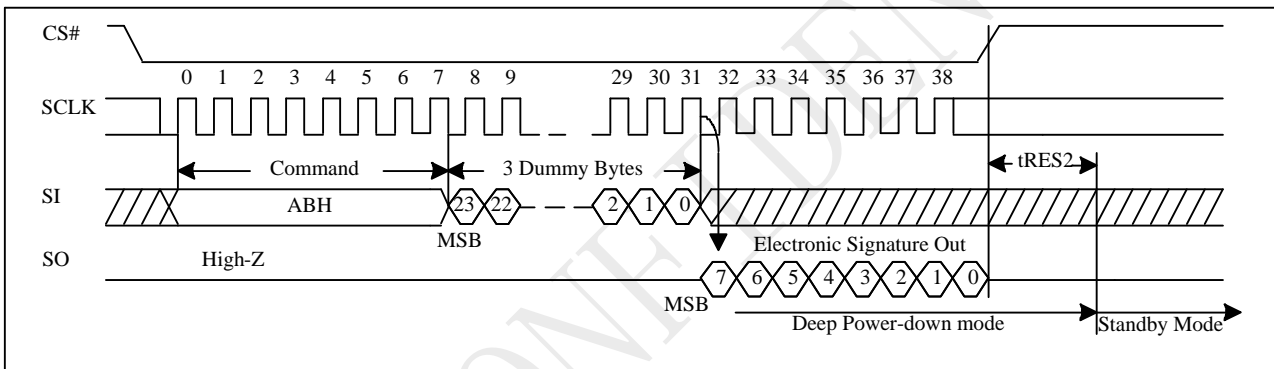 CS#
0 1 2 3 4 5 6 7 8 9 29 30 31 32 33 34 35 36 37 38
SCLK
Command 3 Dummy Bytes tRES2
SI
ABH 23 22 2 1 0
MSB Electronic Signature Out
SO High-Z
7 6 5 4 3 2 1 0
MSB
Deep Power-down mode Standby Mode